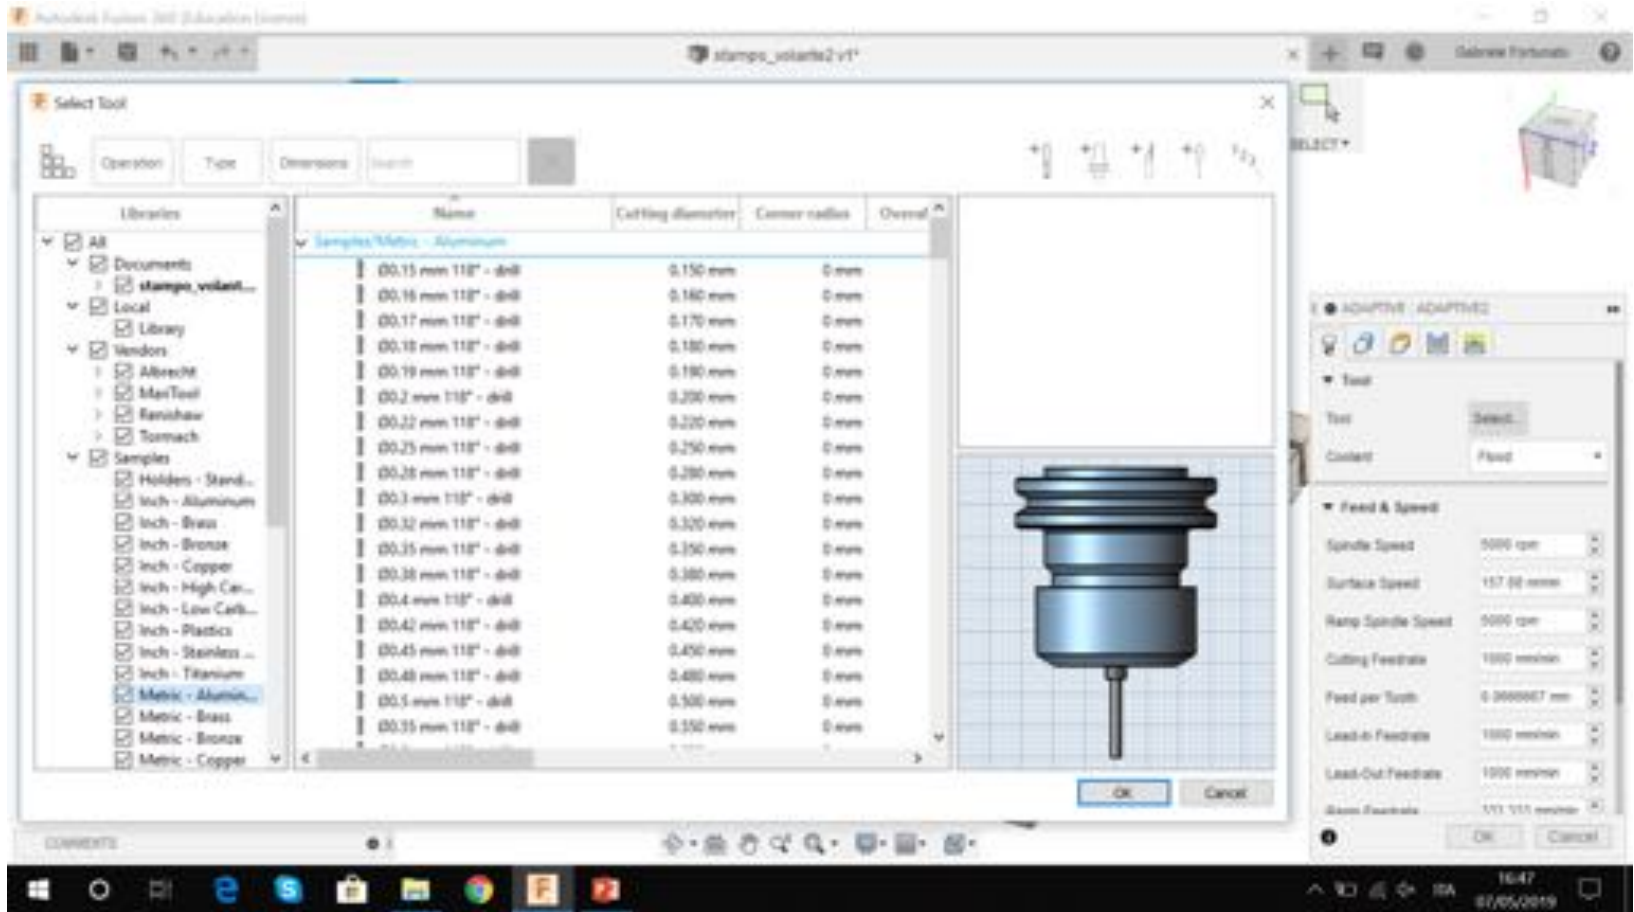 Autodesk Fusion 360 (Education License)
stampo_volante2 v1*
Gabriele Fortunato
Select Tool
SELECT
Operation
Type
Dimensions
Search
Libraries
All
Documents
stampo_volant...
Local
Library
Vendors
Albrecht
MariTool
Renishaw
Tormach
Samples
Holders - Stand...
Inch - Aluminum
Inch - Brass
Inch - Bronze
Inch - Copper
Inch - High Car...
Inch - Low Carb...
Inch - Plastics
Inch - Stainless ...
Inch - Titanium
Metric - Alumin...
Metric - Brass
Metric - Bronze
Metric - Copper
Name Cutting diameter Corner radius Overal
Samples/Metric - Aluminum
Ø0.15 mm 118° - drill 0.150 mm 0 mm
Ø0.16 mm 118° - drill 0.160 mm 0 mm
Ø0.17 mm 118° - drill 0.170 mm 0 mm
Ø0.18 mm 118° - drill 0.180 mm 0 mm
Ø0.19 mm 118° - drill 0.190 mm 0 mm
Ø0.2 mm 118° - drill 0.200 mm 0 mm
Ø0.22 mm 118° - drill 0.220 mm 0 mm
Ø0.25 mm 118° - drill 0.250 mm 0 mm
Ø0.28 mm 118° - drill 0.280 mm 0 mm
Ø0.3 mm 118° - drill 0.300 mm 0 mm
Ø0.32 mm 118° - drill 0.320 mm 0 mm
Ø0.35 mm 118° - drill 0.350 mm 0 mm
Ø0.38 mm 118° - drill 0.380 mm 0 mm
Ø0.4 mm 118° - drill 0.400 mm 0 mm
Ø0.42 mm 118° - drill 0.420 mm 0 mm
Ø0.45 mm 118° - drill 0.450 mm 0 mm
Ø0.48 mm 118° - drill 0.480 mm 0 mm
Ø0.5 mm 118° - drill 0.500 mm 0 mm
Ø0.55 mm 118° - drill 0.550 mm 0 mm
OK
Cancel
ADAPTIVE : ADAPTIVE2
Tool
Tool Select...
Coolant Flood
Feed & Speed
Spindle Speed 5000 rpm
Surface Speed
Ramp Spindle Speed 5000 rpm
Cutting Feedrate 1000 mm/min
Feed per Tooth 0.0666667 mm
Lead-In Feedrate 1000 mm/min
Lead-Out Feedrate 1000 mm/min
Ramp Feedrate 333.333 mm/min
OK Cancel
COMMENTS
ITA
16:47
07/05/2019